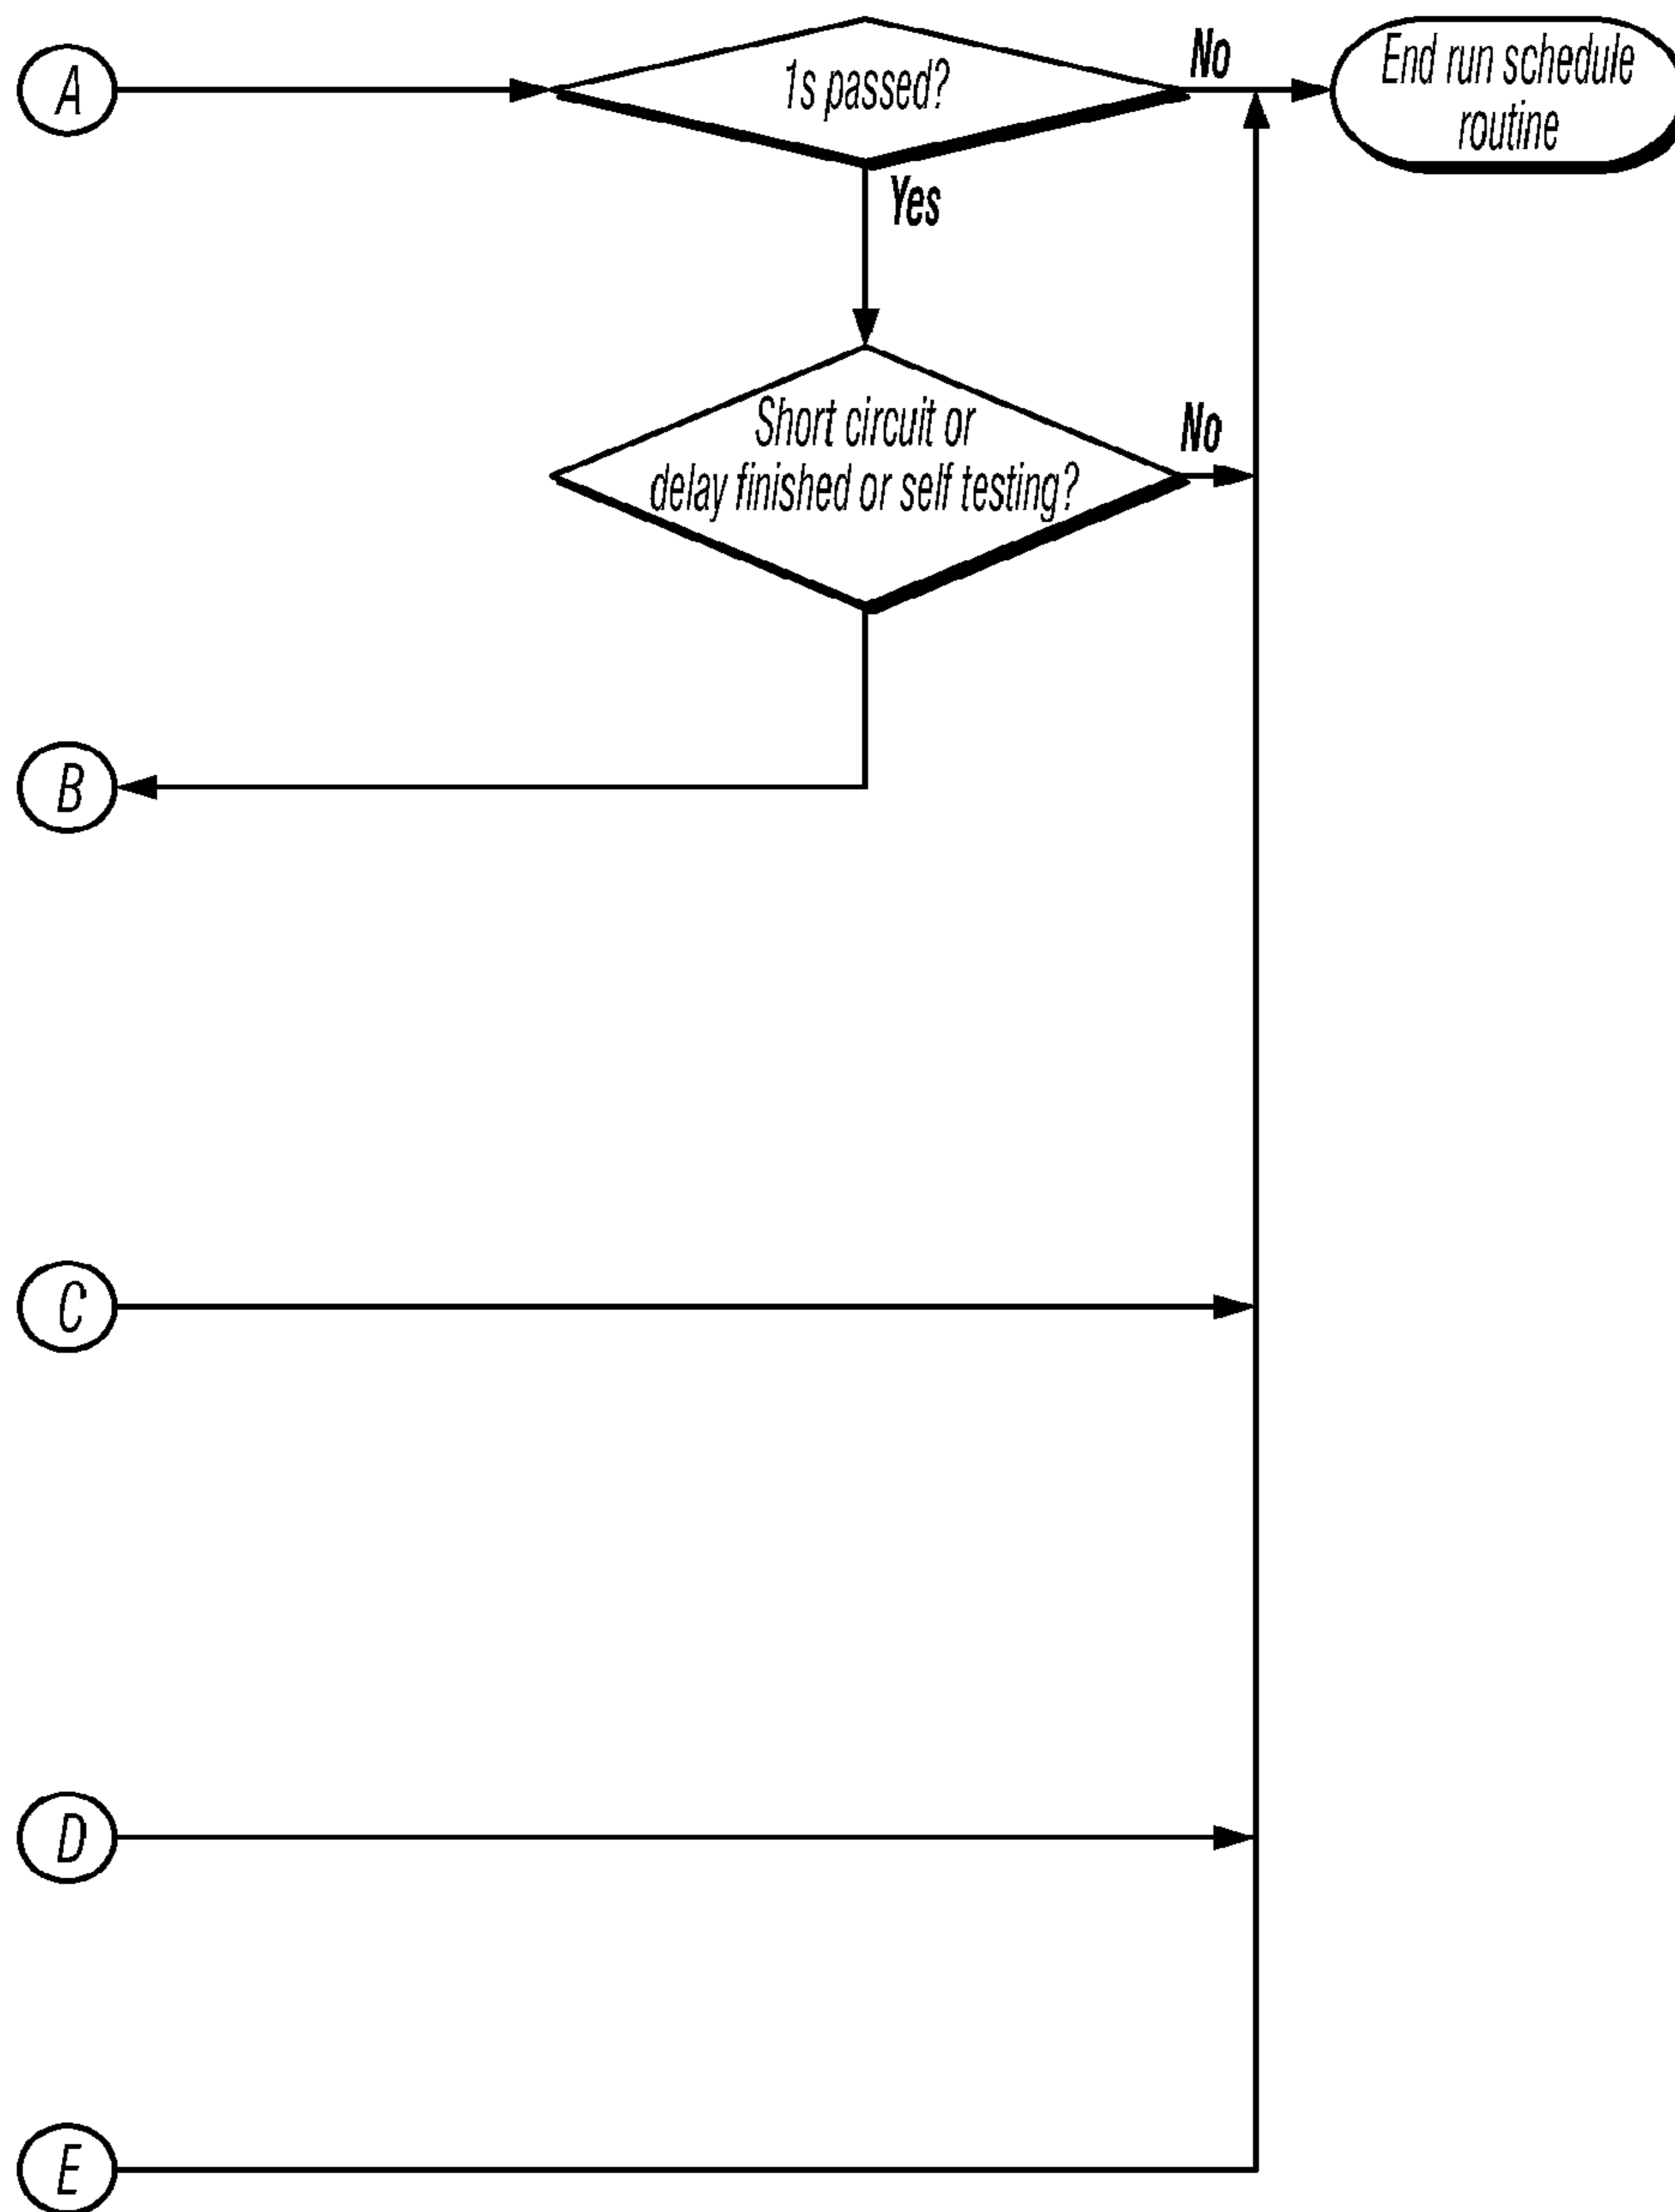 A
1s passed?
No
End run schedule
routine
Yes
Short circuit or
delay finished or self testing?
No
B
C
D
E